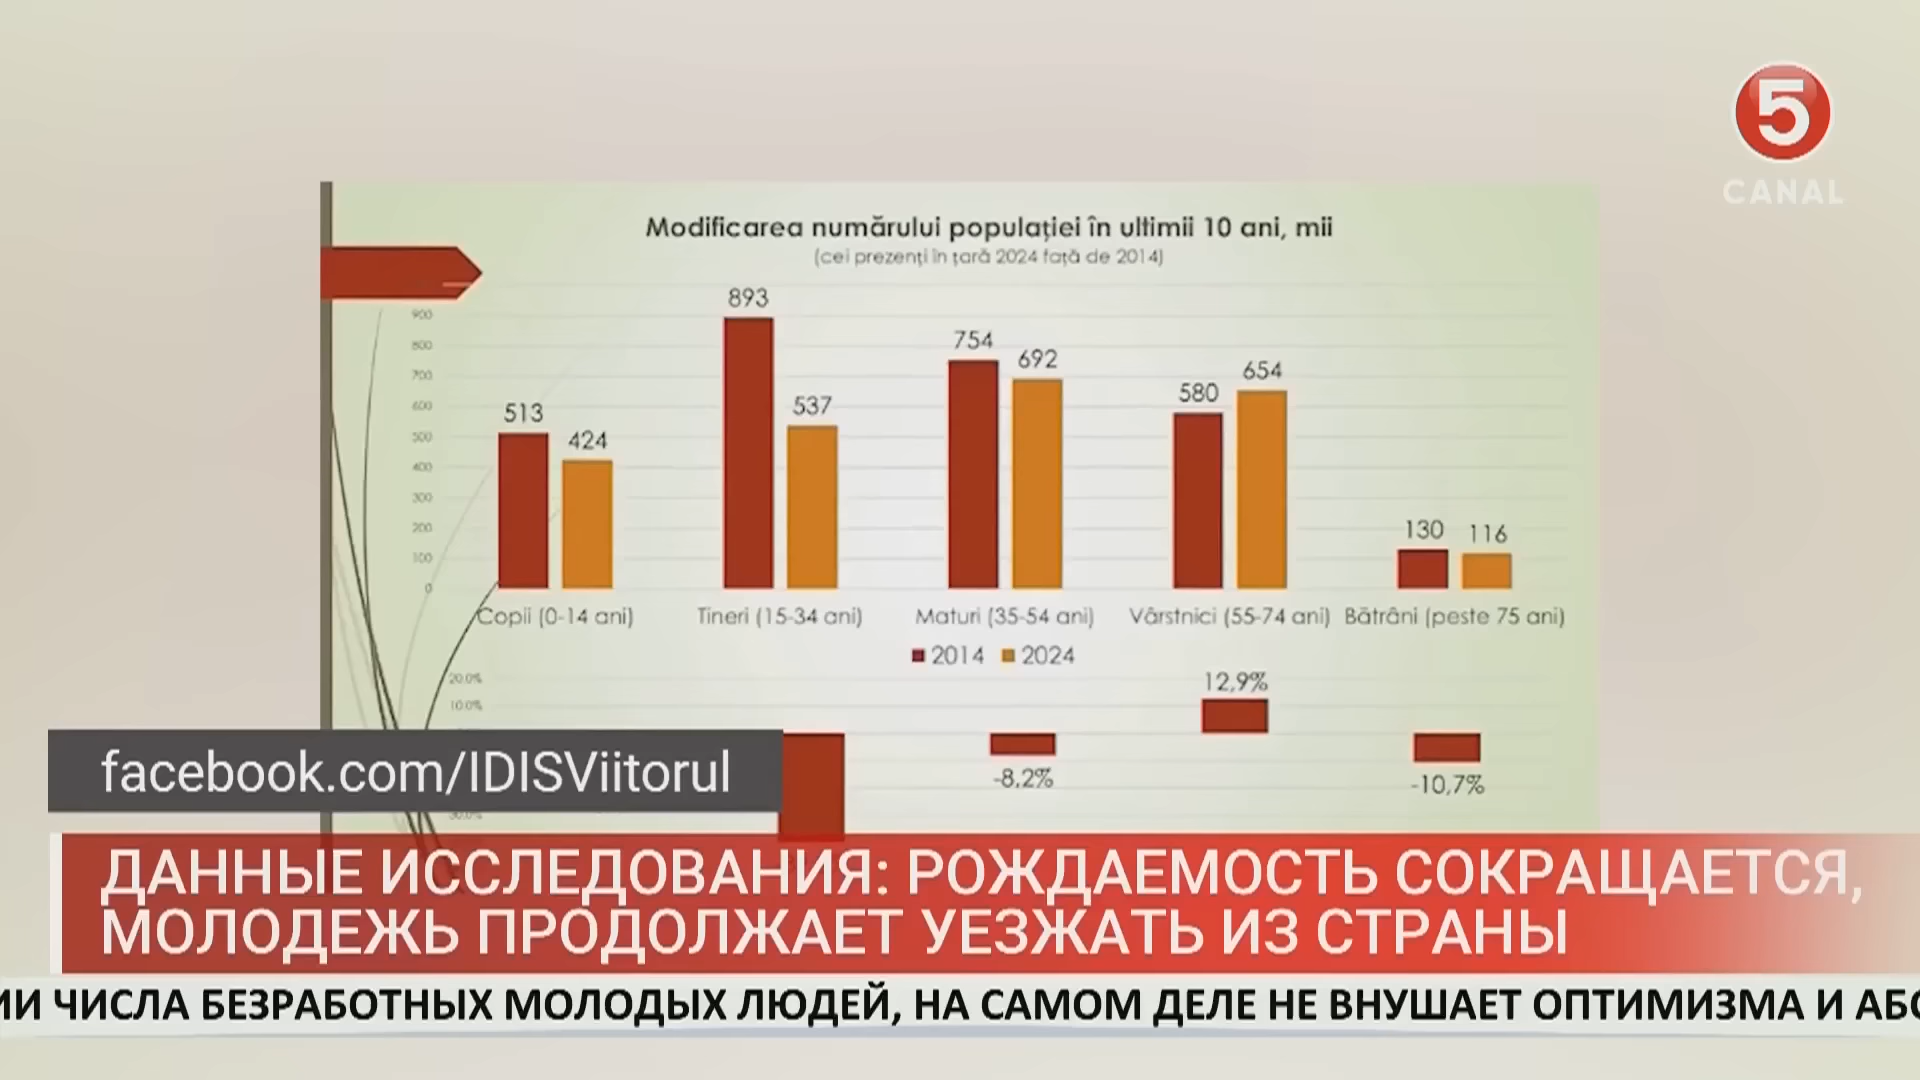 5
CANAL
Modificarea numărului populației în ultimii 10 ani, mii
(cei prezenți în țară 2024 față de 2014)
900
800
700
600
500
400
300
200
100
0
513
424
893
537
754
692
580
654
130
116
Copii (0-14 ani)
Tineri (15-34 ani)
Maturi (35-54 ani)
Vârstnici (55-74 ani)
Bătrâni (peste 75 ani)
2014
2024
20.0%
10.0%
12,9%
-8,2%
-10,7%
facebook.com/IDISViitorul
ДАННЫЕ ИССЛЕДОВАНИЯ: РОЖДАЕМОСТЬ СОКРАЩАЕТСЯ,
МОЛОДЕЖЬ ПРОДОЛЖАЕТ УЕЗЖАТЬ ИЗ СТРАНЫ
ИИ ЧИСЛА БЕЗРАБОТНЫХ МОЛОДЫХ ЛЮДЕЙ, НА САМОМ ДЕЛЕ НЕ ВНУШАЕТ ОПТИМИЗМА И АБС